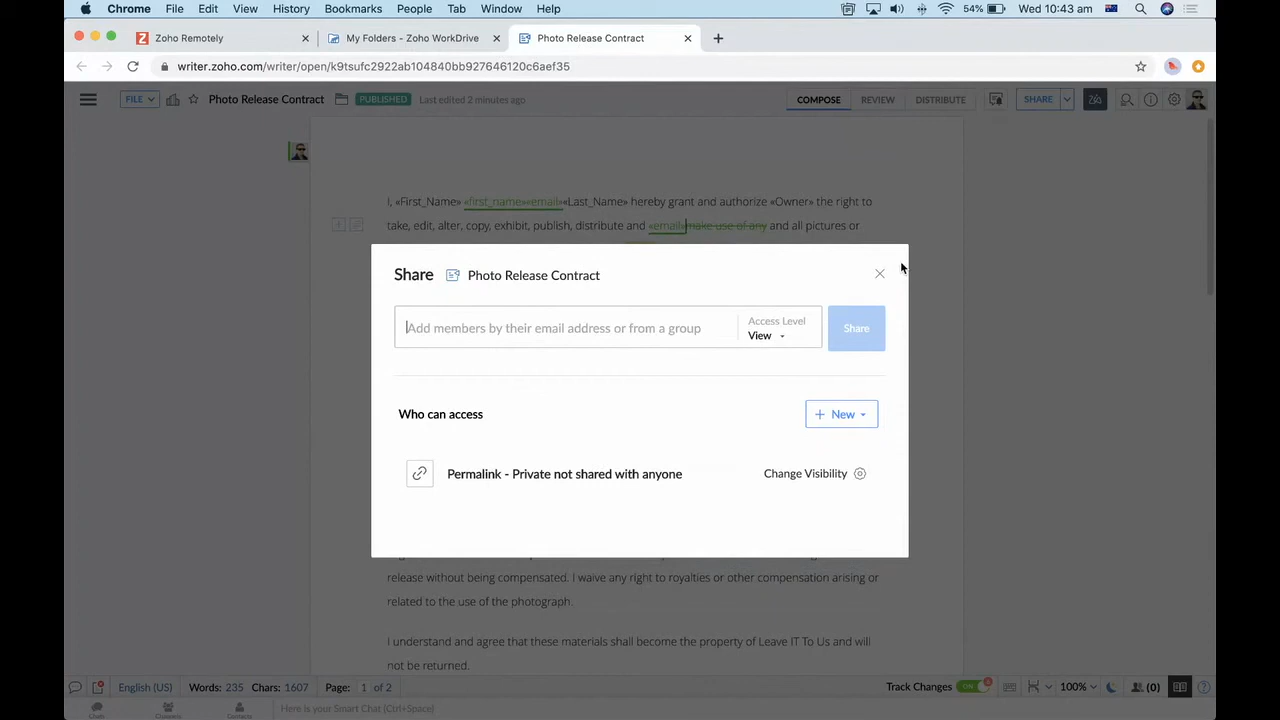 Chrome File Edit View History Bookmarks People Tab Window Help 54% Wed 10:43 am
Zoho Remotely My Folders - Zoho WorkDrive Photo Release Contract
writer.zoho.com/writer/open/k9tsufc2922ab104840bb927646120c6aef35
FILE Photo Release Contract PUBLISHED Last edited 2 minutes ago COMPOSE REVIEW DISTRIBUTE SHARE
I, «First_Name» «first_name»«email»«Last_Name» hereby grant and authorize «Owner» the right to
take, edit, alter, copy, exhibit, publish, distribute and «email»make use of any and all pictures or
Share Photo Release Contract
Add members by their email address or from a group
Access Level
View
Share
Who can access
New
Permalink - Private not shared with anyone
Change Visibility
release without being compensated. I waive any right to royalties or other compensation arising or
related to the use of the photograph.
I understand and agree that these materials shall become the property of Leave IT To Us and will
not be returned.
English (US) Words: 235 Chars: 1607 Page: 1 of 2 Track Changes ON 100% (0)
Chats Channels Contacts Here is your Smart Chat (Ctrl+Space)